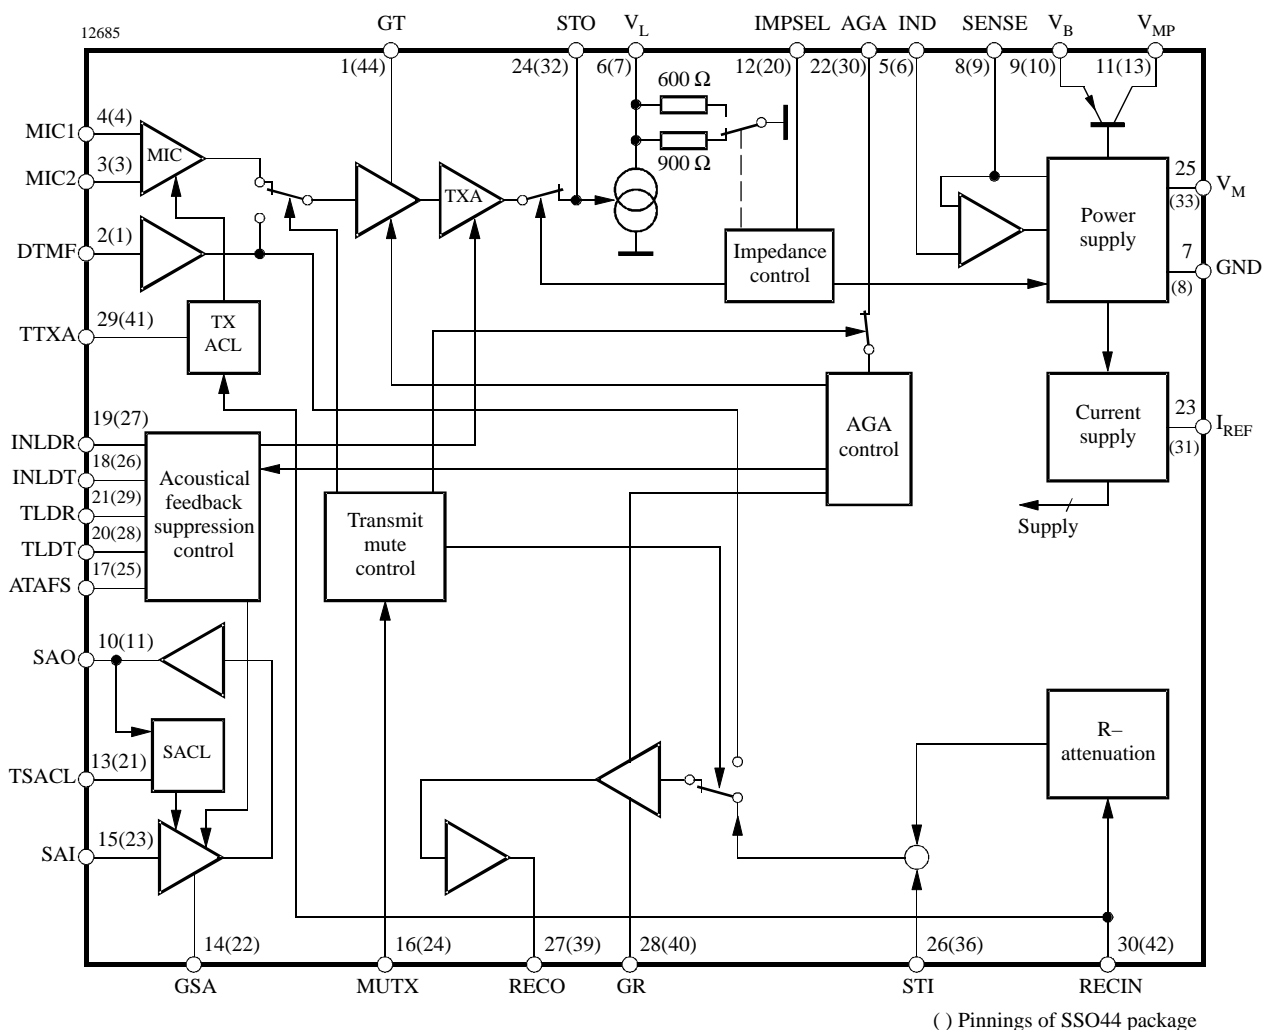 12685
GT
STO
VL
IMPSEL
AGA
IND
SENSE
VB
VMP
1(44)
24(32)
6(7)
12(20)
22(30)
5(6)
8(9)
9(10)
11(13)
600 Ω
900 Ω
MIC1
4(4)
MIC2
3(3)
MIC
TXA
DTMF
2(1)
Impedance
control
Power
supply
25
(33)
VM
7
(8)
GND
TTXA
29(41)
TX
ACL
AGA
control
Current
supply
23
(31)
IREF
Supply
INLDR
19(27)
INLDT
18(26)
TLDR
21(29)
TLDT
20(28)
ATAFS
17(25)
Acoustical
feedback
suppression
control
Transmit
mute
control
SAO
10(11)
SACL
TSACL
13(21)
SAI
15(23)
R–
attenuation
14(22)
16(24)
27(39)
28(40)
26(36)
30(42)
GSA
MUTX
RECO
GR
STI
RECIN
( ) Pinnings of SSO44 package